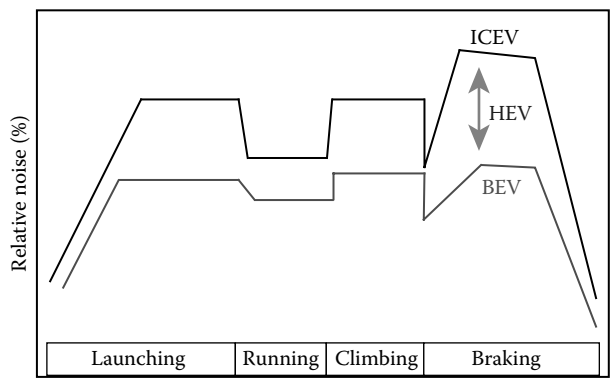 Relative noise (%)
ICEV
HEV
BEV
Launching
Running
Climbing
Braking